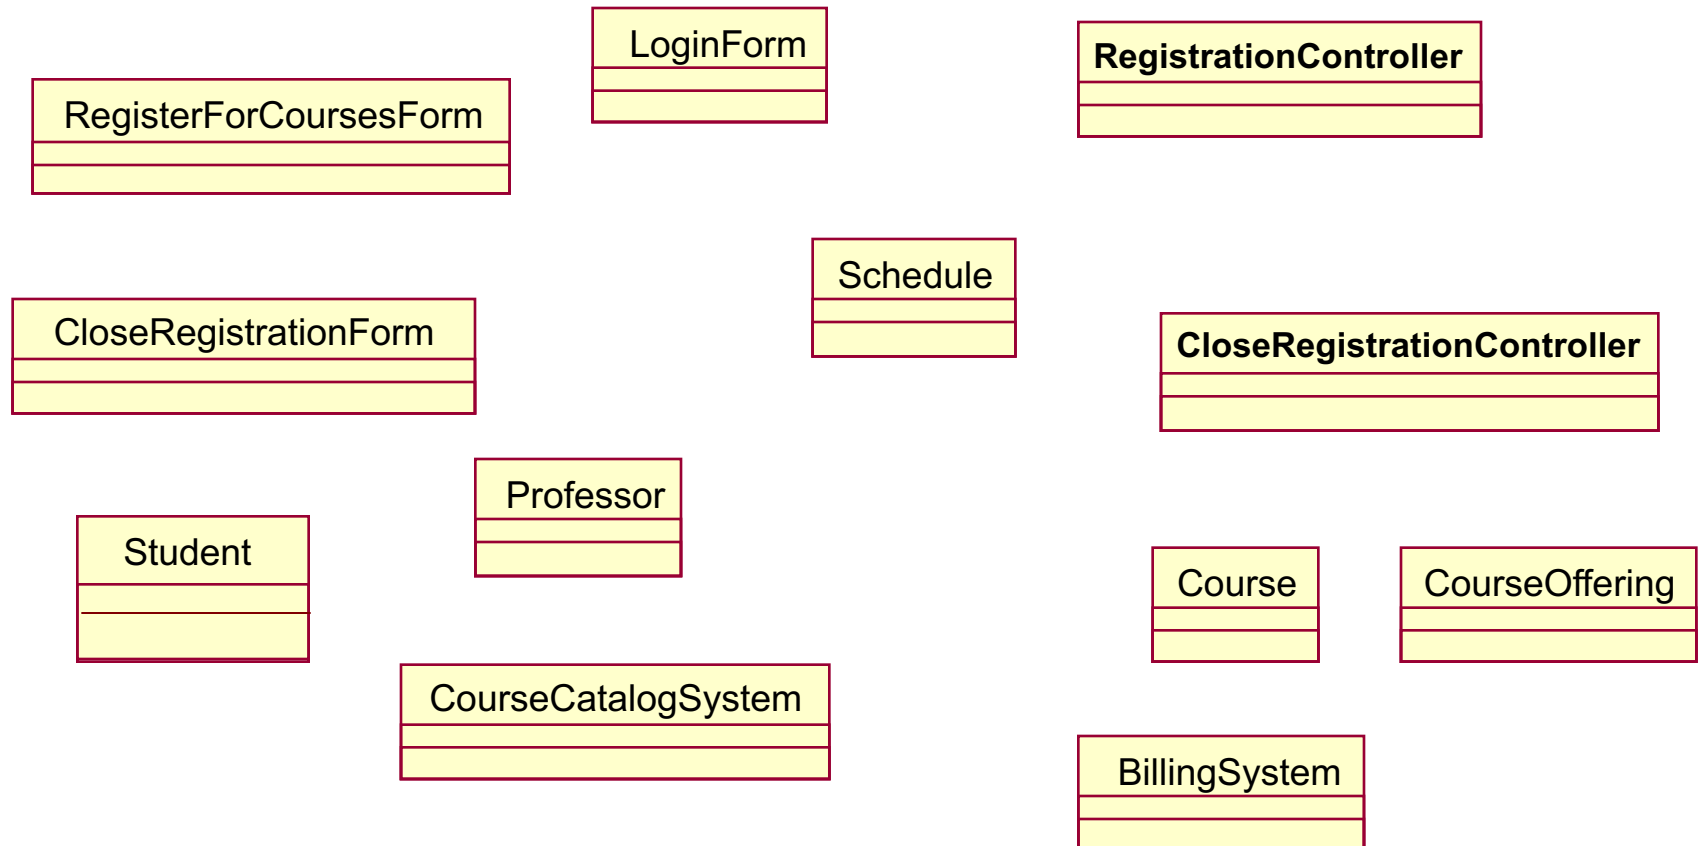 LoginForm
RegistrationController
RegisterForCoursesForm
Schedule
CloseRegistrationForm
CloseRegistrationController
Professor
Student
Course
CourseOffering
CourseCatalogSystem
BillingSystem